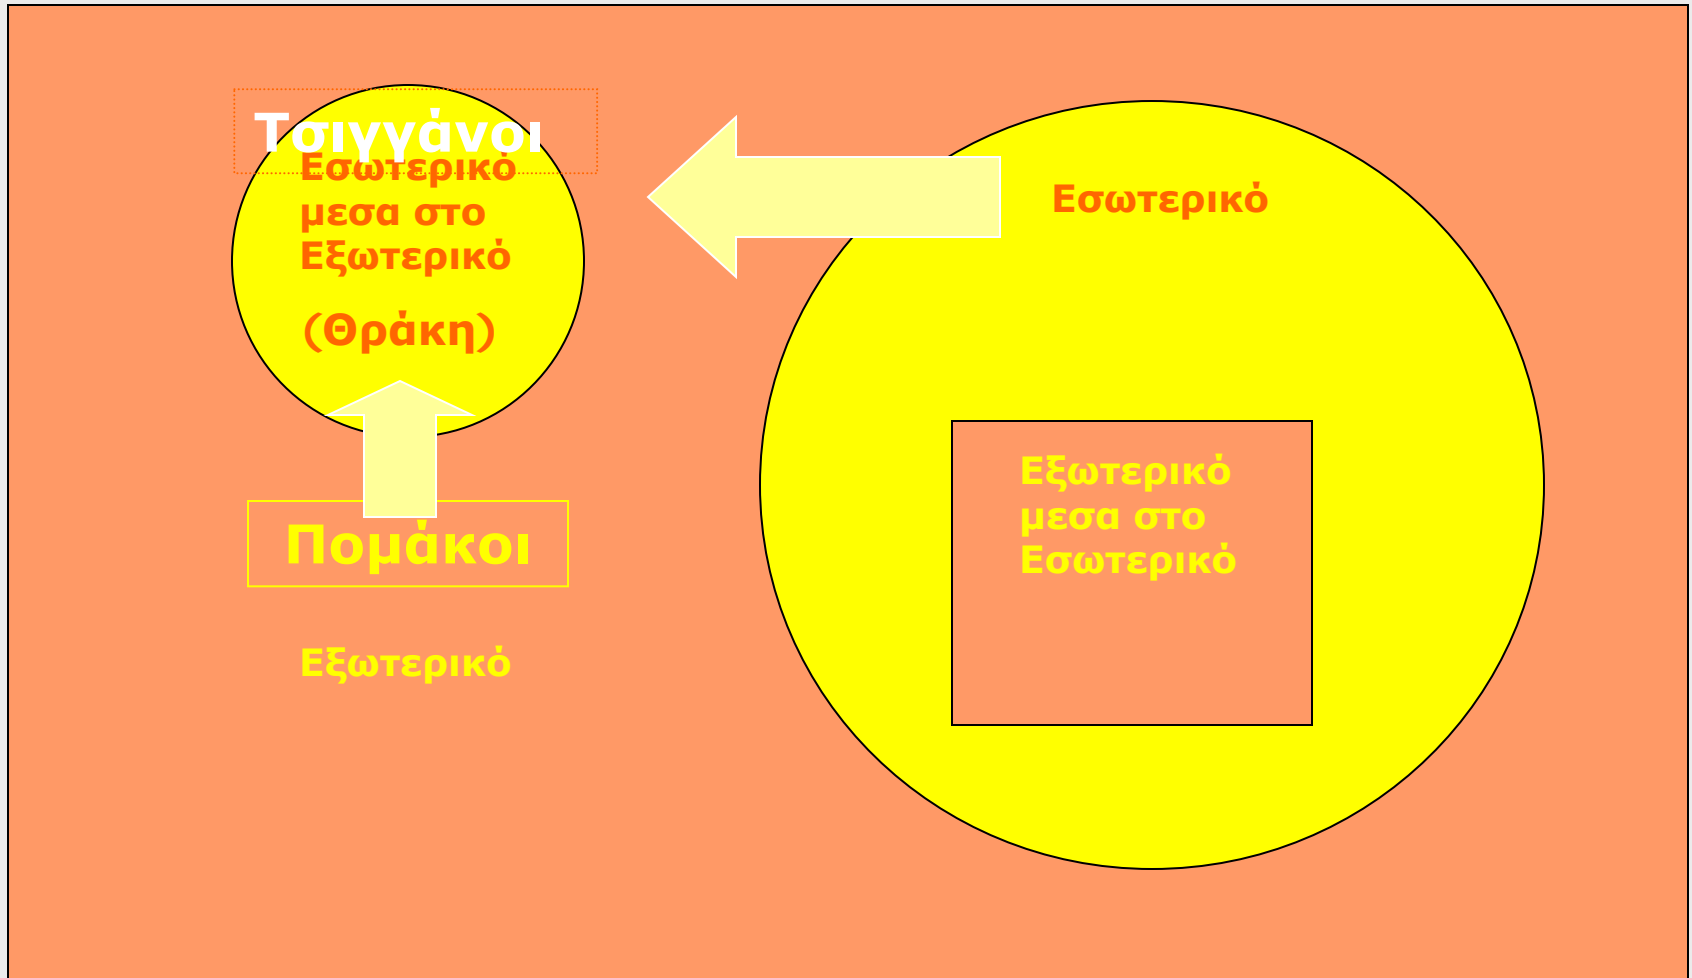 Τσιγγάνοι
Εσωτερικό
μεσα στο
Εξωτερικό
(Θράκη)
Πομάκοι
Εξωτερικό
Εσωτερικό
Εξωτερικό
μεσα στο
Εσωτερικό